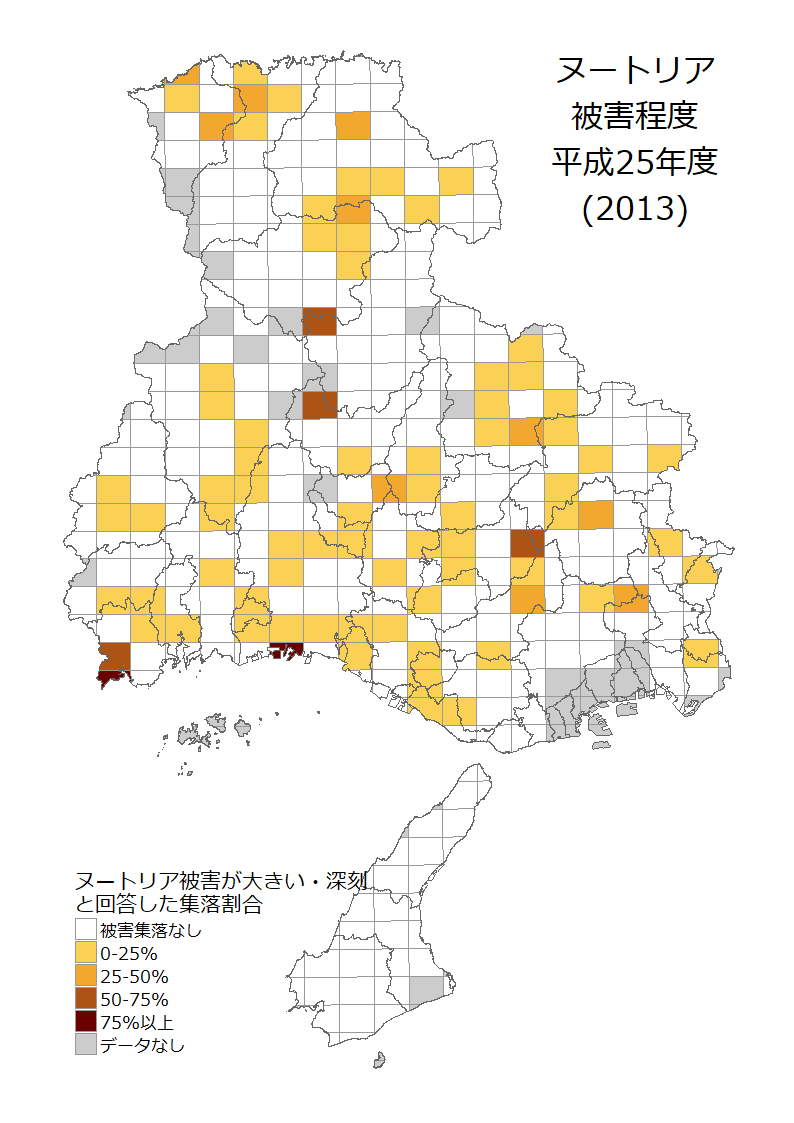 ヌートリア
被害程度
平成25年度
(2013)
ヌートリア被害が大きい・深刻
と回答した集落割合
被害集落なし
0-25%
25-50%
50-75%
75%以上
データなし